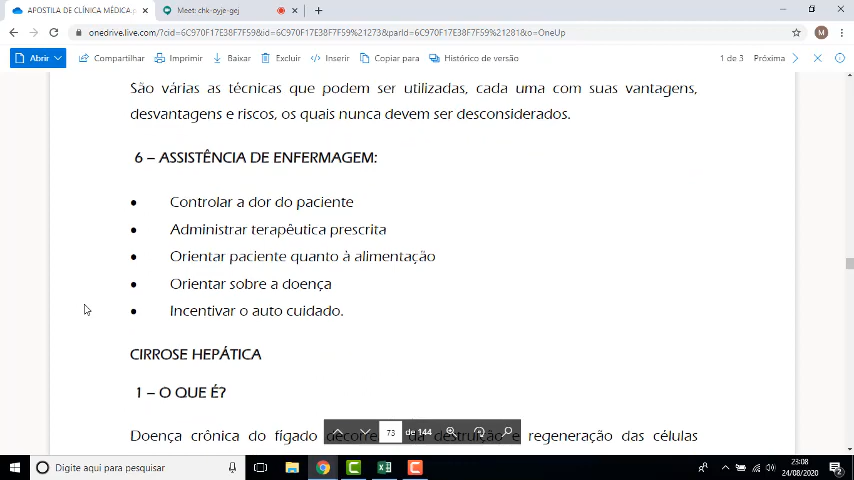 APOSTILA DE CLÍNICA MÉDICA.p
Meet: chk-oyje-gej
onedrive.live.com/?cid=6C970F17E38F7F59&id=6C970F17E38F7F59%21273&parId=6C970F17E38F7F59%21281&o=OneUp
M
Abrir
Compartilhar
Imprimir
Baixar
Excluir
Inserir
Copiar para
Histórico de versão
1 de 3
Próxima
São várias as técnicas que podem ser utilizadas, cada uma com suas vantagens,
desvantagens e riscos, os quais nunca devem ser desconsiderados.
6 – ASSISTÊNCIA DE ENFERMAGEM:
• Controlar a dor do paciente
• Administrar terapêutica prescrita
• Orientar paciente quanto à alimentação
• Orientar sobre a doença
• Incentivar o auto cuidado.
CIRROSE HEPÁTICA
1 – O QUE É?
73 de 144
Doença crônica do fígado decorre da destruição e regeneração das células
Digite aqui para pesquisar
23:08
24/08/2020
2